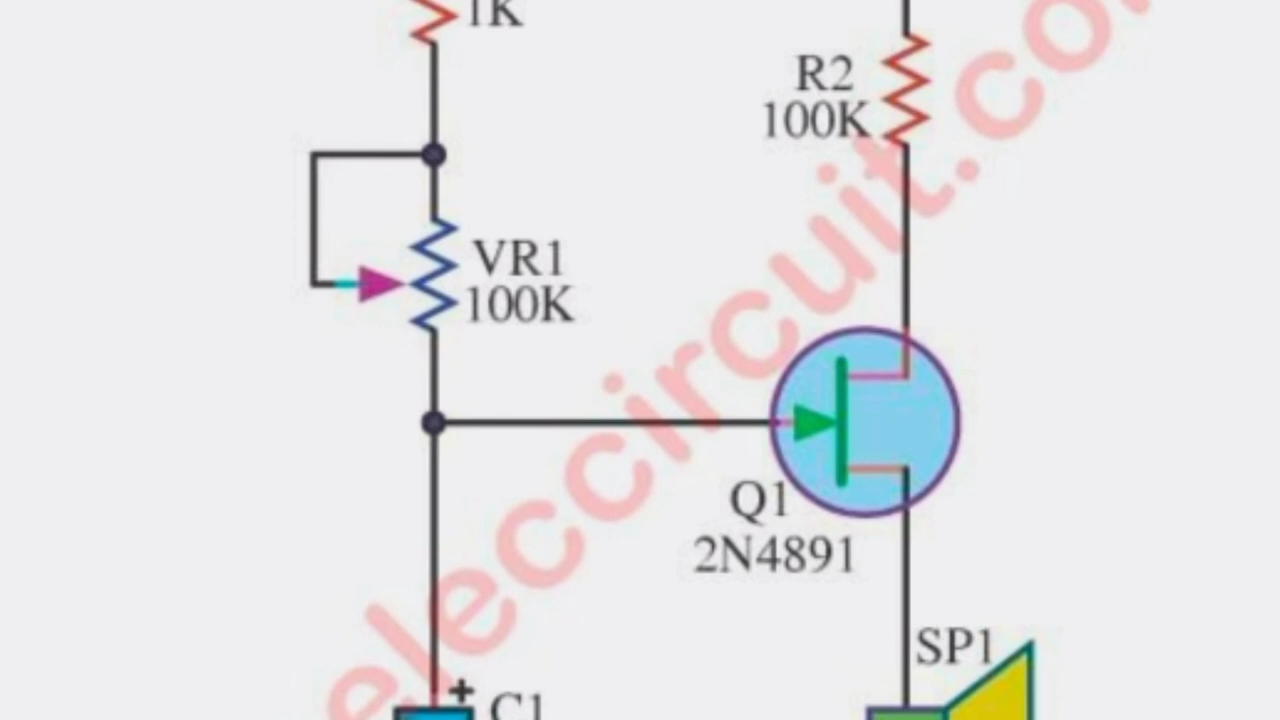 1K
R2
100K
VR1
100K
Q1
2N4891
SP1
+
C1
eleccircuit.co